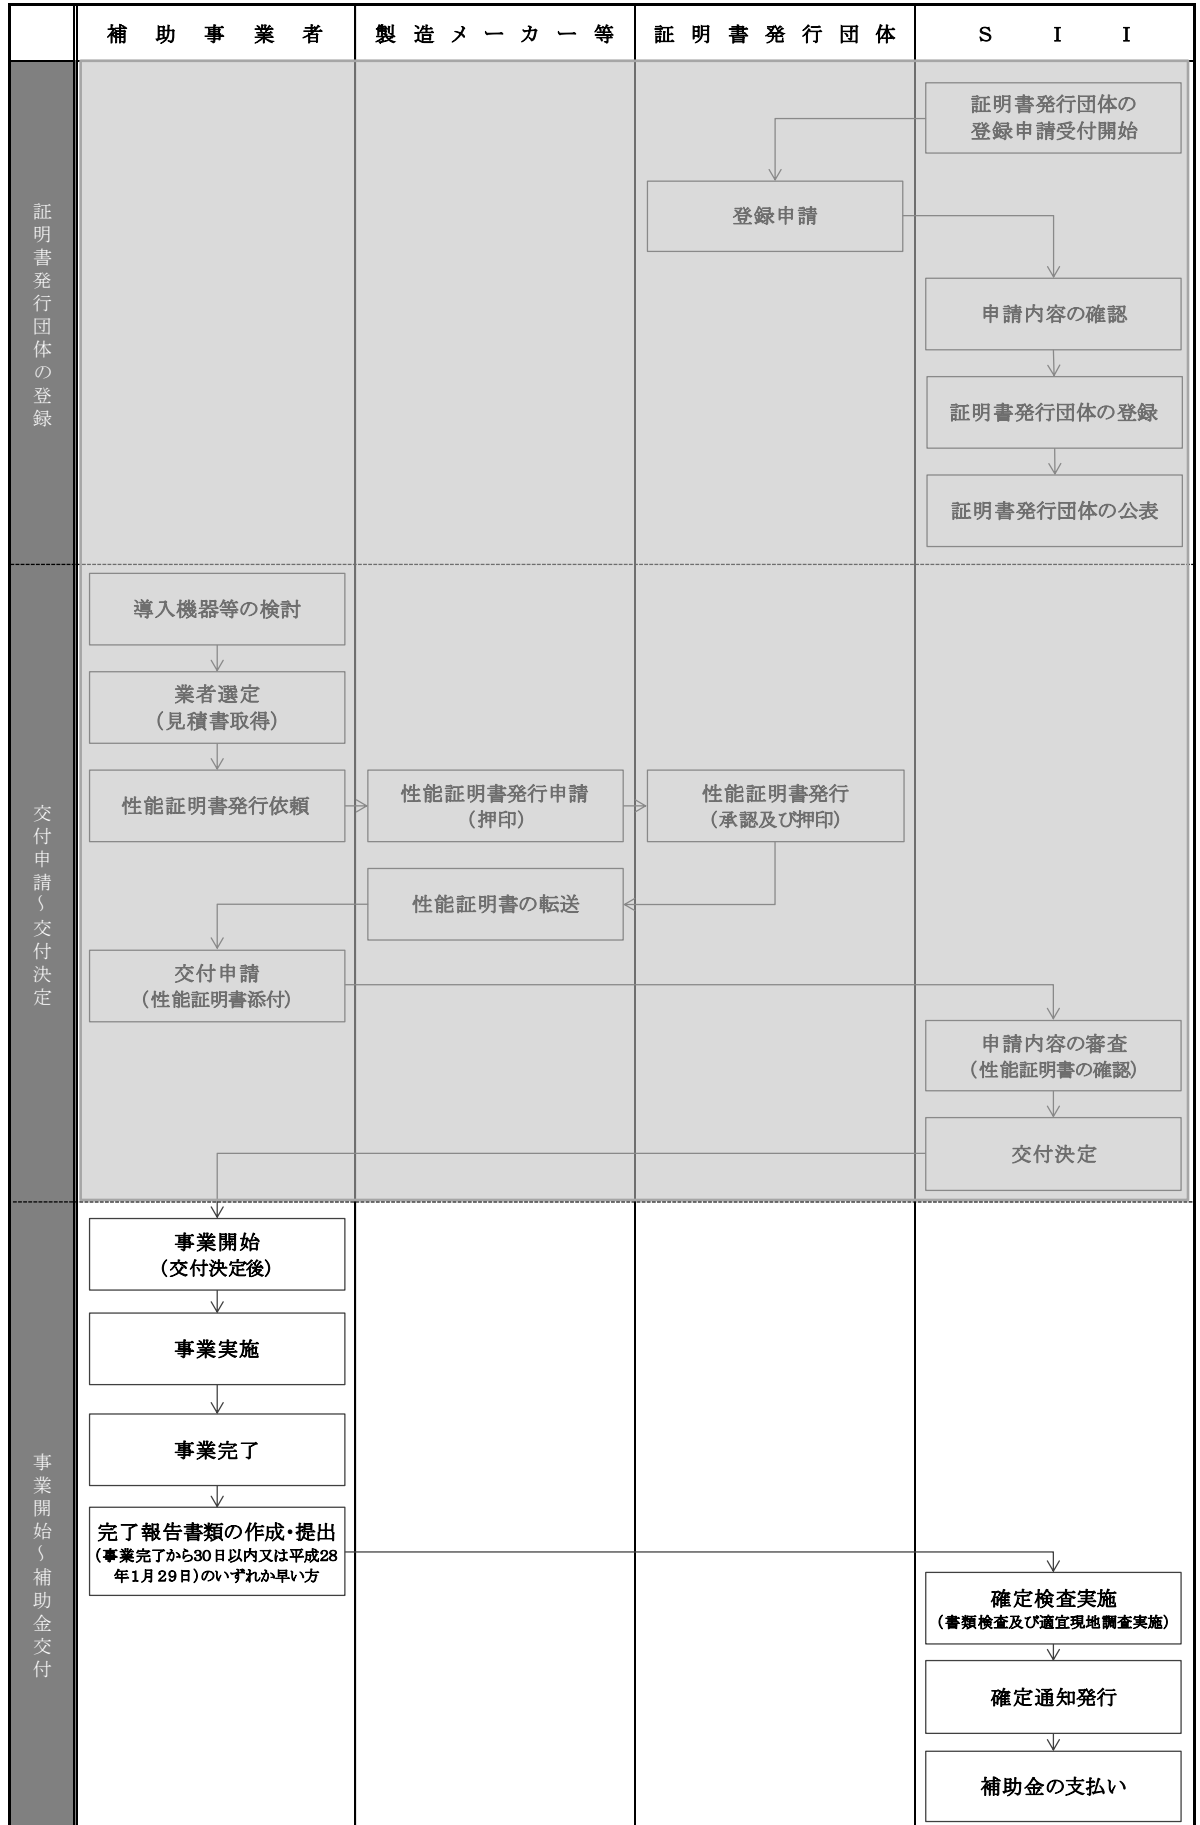 補助事業者
製造メーカー等
証明書発行団体
SII
証明書発行団体の登録
証明書発行団体の
登録申請受付開始
登録申請
申請内容の確認
証明書発行団体の登録
証明書発行団体の公表
交付申請～交付決定
導入機器等の検討
業者選定
（見積書取得）
性能証明書発行依頼
性能証明書発行申請
（押印）
性能証明書発行
（承認及び押印）
性能証明書の転送
交付申請
（性能証明書添付）
申請内容の審査
（性能証明書の確認）
交付決定
事業開始～補助金交付
事業開始
（交付決定後）
事業実施
事業完了
完了報告書類の作成・提出
（事業完了から30日以内又は平成28
年1月29日）のいずれか早い方
確定検査実施
（書類検査及び適宜現地調査実施）
確定通知発行
補助金の支払い